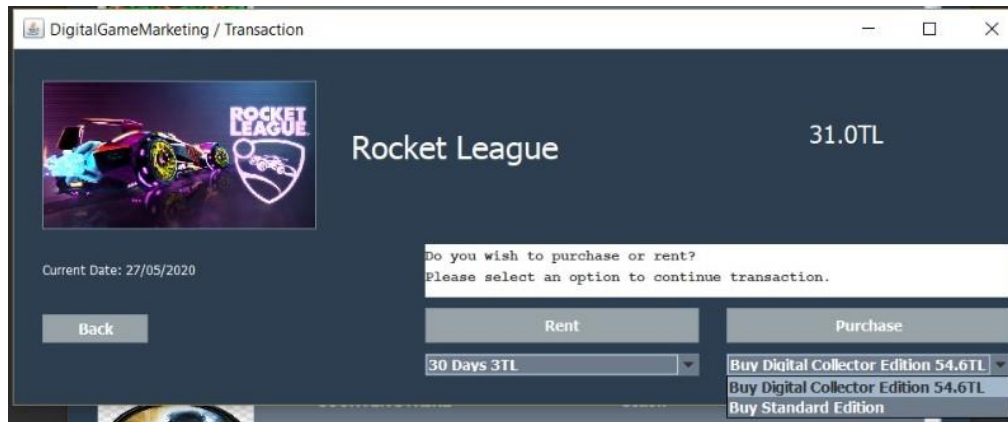 DigitalGameMarketing / Transaction
ROCKET
LEAGUE
Rocket League
31.0TL
Current Date: 27/05/2020
Do you wish to purchase or rent?
Please select an option to continue transaction.
Back
Rent
Purchase
30 Days 3TL
Buy Digital Collector Edition 54.6TL
Buy Digital Collector Edition 54.6TL
Buy Standard Edition